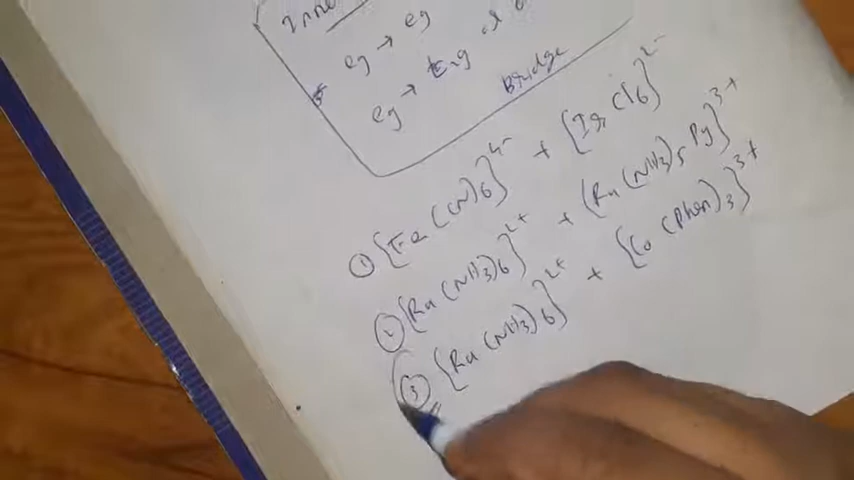 Inne
eg → eg
eg → t2g
Bridge
① [Fe(CN)6]4- + [IrCl6]2-
② [Ru(NH3)6]2+ + [Ru(NH3)5Py]3+
③ [Ru(NH3)6]2+ + [Co(Phen)3]3+